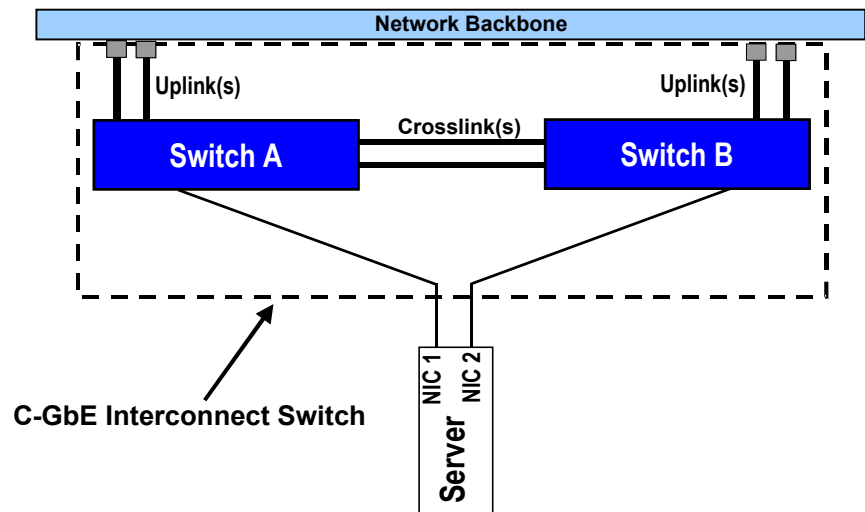 Network Backbone
Uplink(s)
Uplink(s)
Crosslink(s)
Switch A
Switch B
NIC 1
NIC 2
Server
C-GbE Interconnect Switch